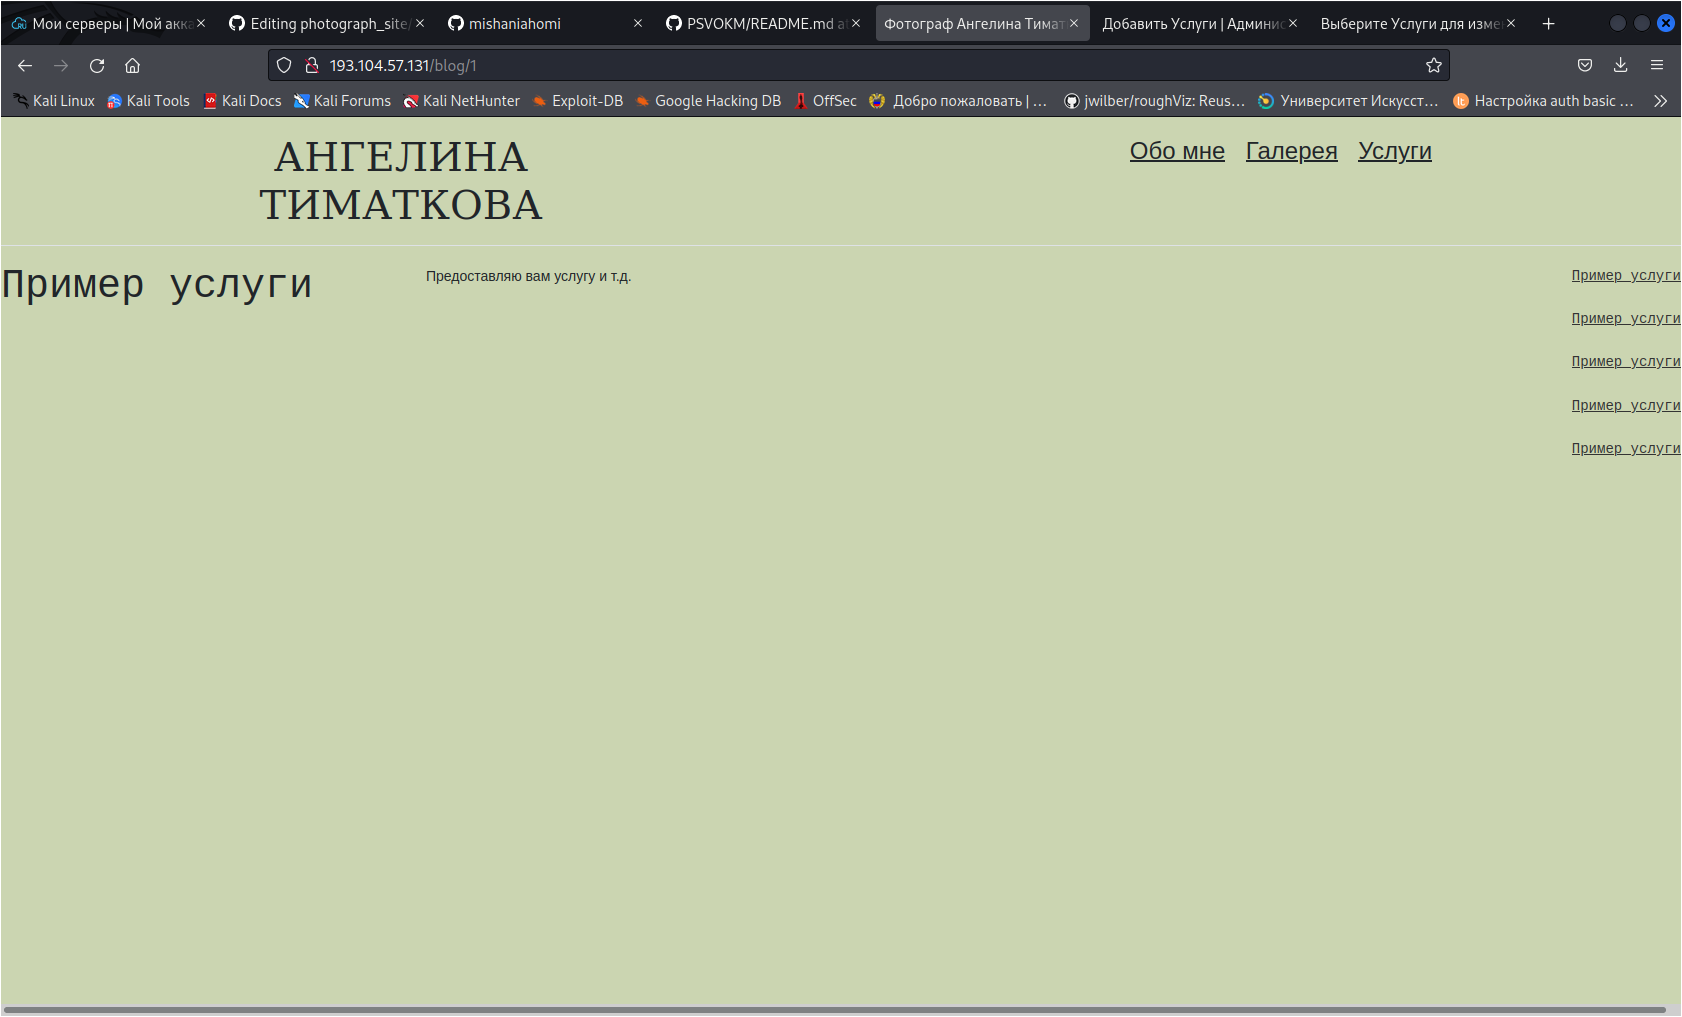 Мои серверы | Мой акка
Editing photograph_site/
mishaniahomi
PSVOKM/README.md at
Фотограф Ангелина Тимат
Добавить Услуги | Админис
Выберите Услуги для изме
193.104.57.131/blog/1
Kali Linux
Kali Tools
Kali Docs
Kali Forums
Kali NetHunter
Exploit-DB
Google Hacking DB
OffSec
Добро пожаловать | ...
jwilber/roughViz: Reus...
Университет Искусст...
Настройка auth basic ...
АНГЕЛИНА
ТИМАТКОВА
Обо мне
Галерея
Услуги
Пример услуги
Предоставляю вам услугу и т.д.
Пример услуги
Пример услуги
Пример услуги
Пример услуги
Пример услуги